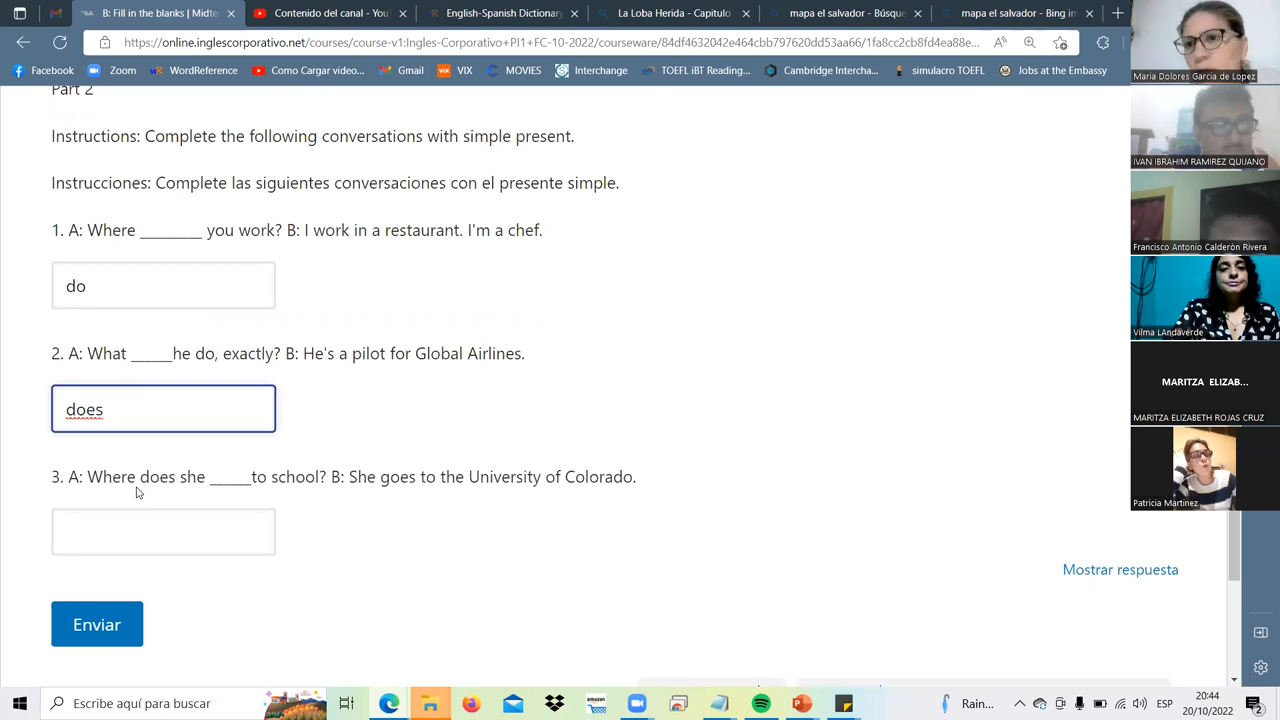 B: Fill in the blanks | Midte
Contenido del canal - You
English-Spanish Dictionary
La Loba Herida - Capítulo
mapa el salvador - Búsque
mapa el salvador - Bing im
https://online.inglescorporativo.net/courses/course-v1:Ingles-Corporativo+PI1+FC-10-2022/courseware/84df4632042e464cbb797620dd53aa66/1fa8cc2cb8fd4ea88e...
Facebook
Zoom
WordReference
Como Cargar video...
Gmail
VIX
MOVIES
Interchange
TOEFL iBT Reading...
Cambridge Intercha...
simulacro TOEFL
Jobs at the Embassy
Part 2
Instructions: Complete the following conversations with simple present.
Instrucciones: Complete las siguientes conversaciones con el presente simple.
1. A: Where ________ you work? B: I work in a restaurant. I'm a chef.
do
2. A: What _____he do, exactly? B: He's a pilot for Global Airlines.
does
3. A: Where does she _____to school? B: She goes to the University of Colorado.
Mostrar respuesta
Enviar
Maria Dolores Garcia de Lopez
IVAN IBRAHIM RAMIREZ QUIJANO
Francisco Antonio Calderón Rivera
Vilma LAndaverde
MARITZA ELIZAB...
MARITZA ELIZABETH ROJAS CRUZ
Patricia Martinez
Escribe aquí para buscar
amazon
Rain...
ESP
20:44
20/10/2022
2